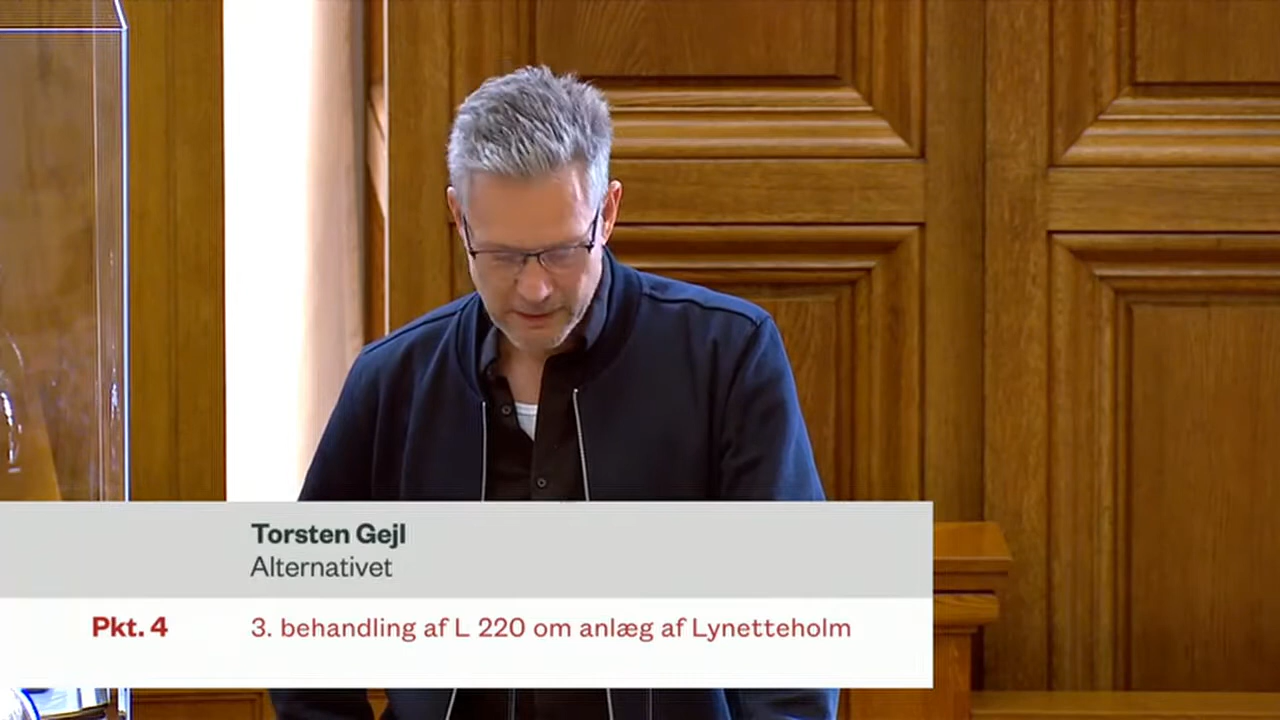 Torsten Gejl
Alternativet
Pkt. 4 3. behandling af L 220 om anlæg af Lynetteholm